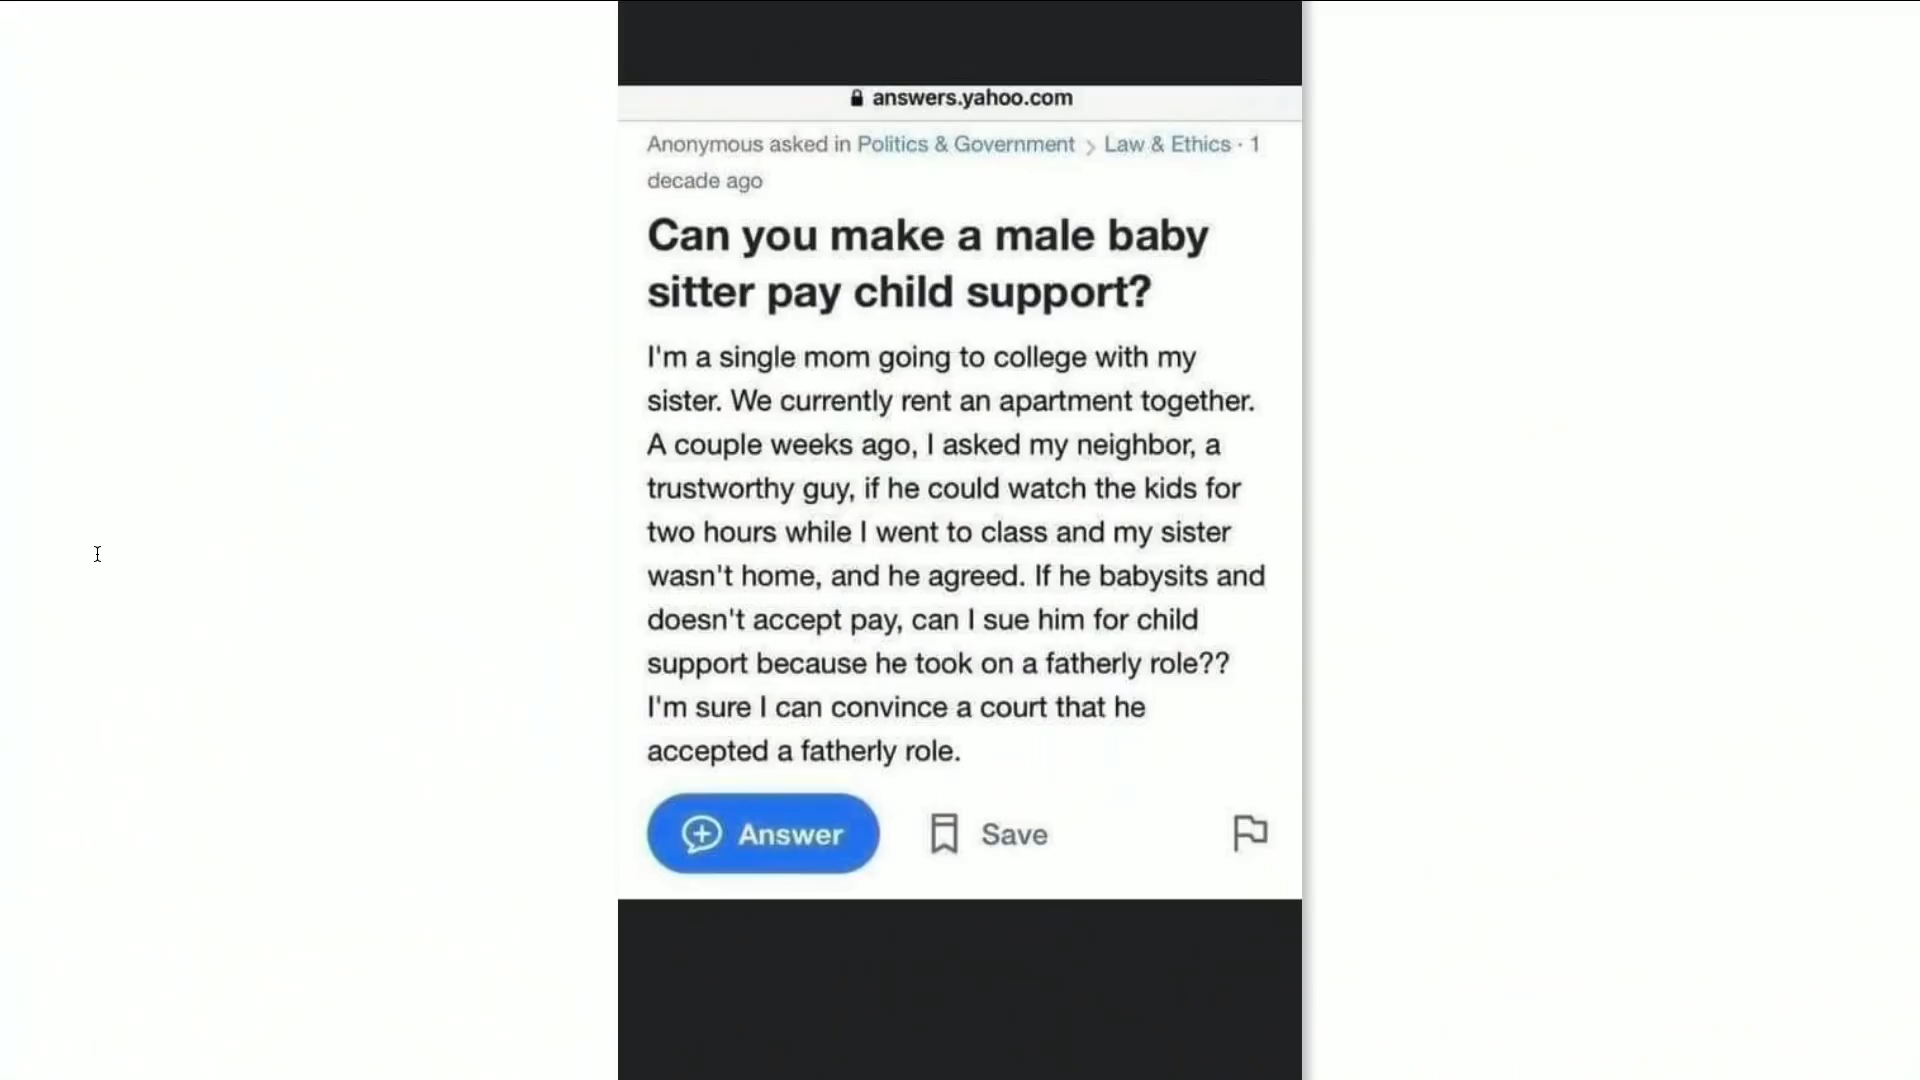 answers.yahoo.com
Anonymous asked in Politics & Government > Law & Ethics · 1
decade ago
Can you make a male baby
sitter pay child support?
I'm a single mom going to college with my
sister. We currently rent an apartment together.
A couple weeks ago, I asked my neighbor, a
trustworthy guy, if he could watch the kids for
two hours while I went to class and my sister
wasn't home, and he agreed. If he babysits and
doesn't accept pay, can I sue him for child
support because he took on a fatherly role??
I'm sure I can convince a court that he
accepted a fatherly role.
Answer Save